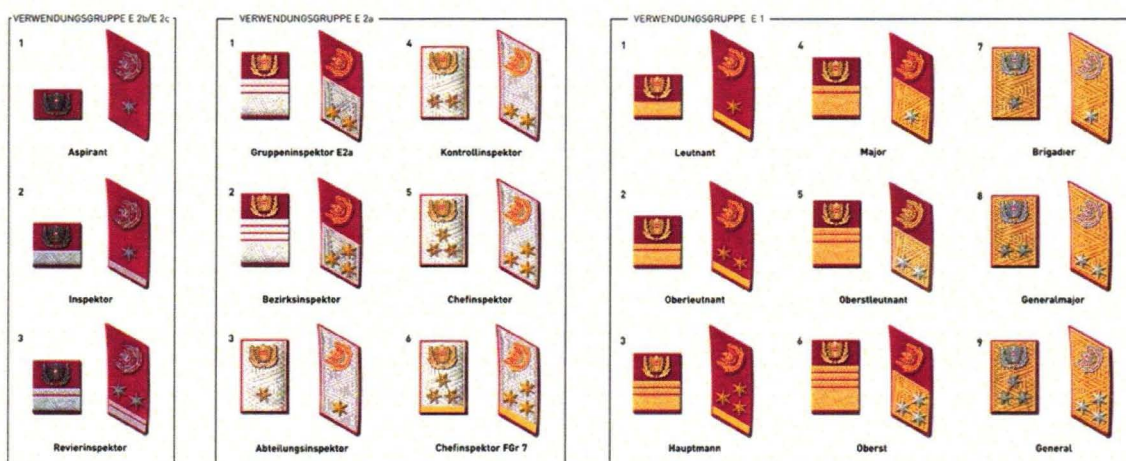 VERWENDUNGSGRUPPE E 2b/E 2c
1
Aspirant
2
Inspektor
3
Revierinspektor
VERWENDUNGSGRUPPE E 2a
1
Gruppeninspektor E2a
2
Bezirksinspektor
3
Abteilungsinspektor
4
Kontrollinspektor
5
Chefinspektor
6
Chefinspektor FGr 7
VERWENDUNGSGRUPPE E 1
1
Leutnant
2
Oberleutnant
3
Hauptmann
4
Major
5
Oberstleutnant
6
Oberst
7
Brigadier
8
Generalmajor
9
General